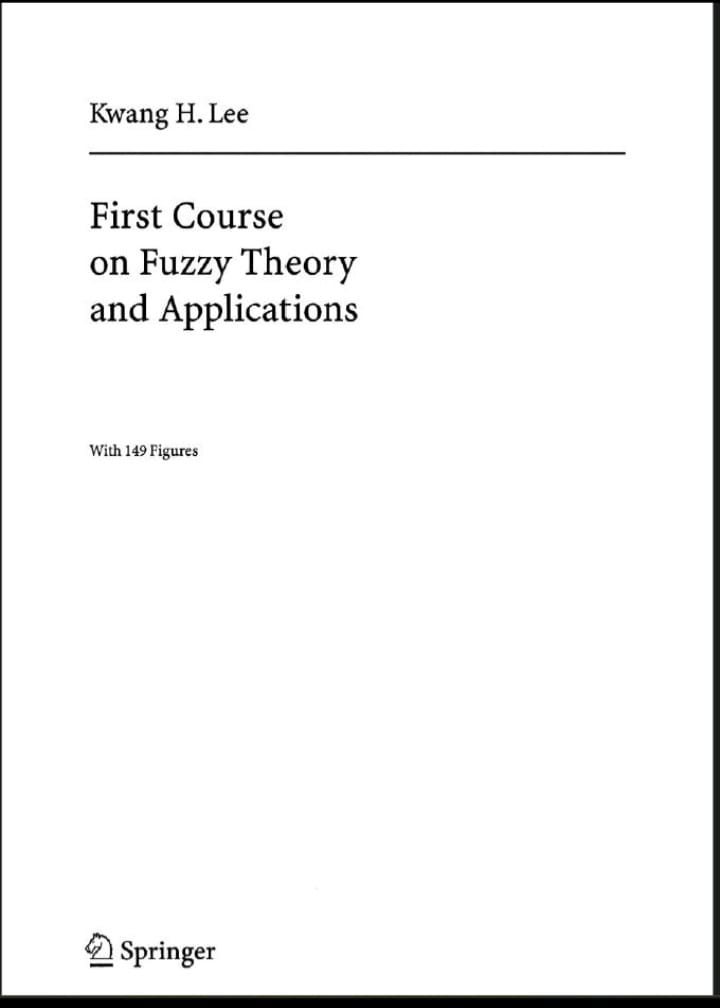 Kwang H. Lee
First Course
on Fuzzy Theory
and Applications
With 149 Figures
Springer